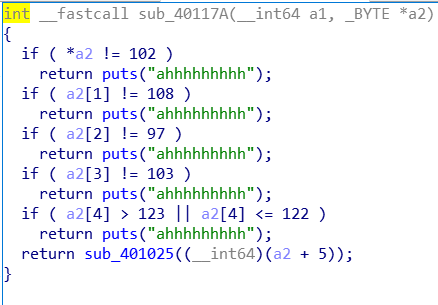 int __fastcall sub_40117A(__int64 a1, _BYTE *a2)
{
  if ( *a2 != 102 )
    return puts("ahhhhhhhhh");
  if ( a2[1] != 108 )
    return puts("ahhhhhhhhh");
  if ( a2[2] != 97 )
    return puts("ahhhhhhhhh");
  if ( a2[3] != 103 )
    return puts("ahhhhhhhhh");
  if ( a2[4] > 123 || a2[4] <= 122 )
    return puts("ahhhhhhhhh");
  return sub_401025((__int64)(a2 + 5));
}